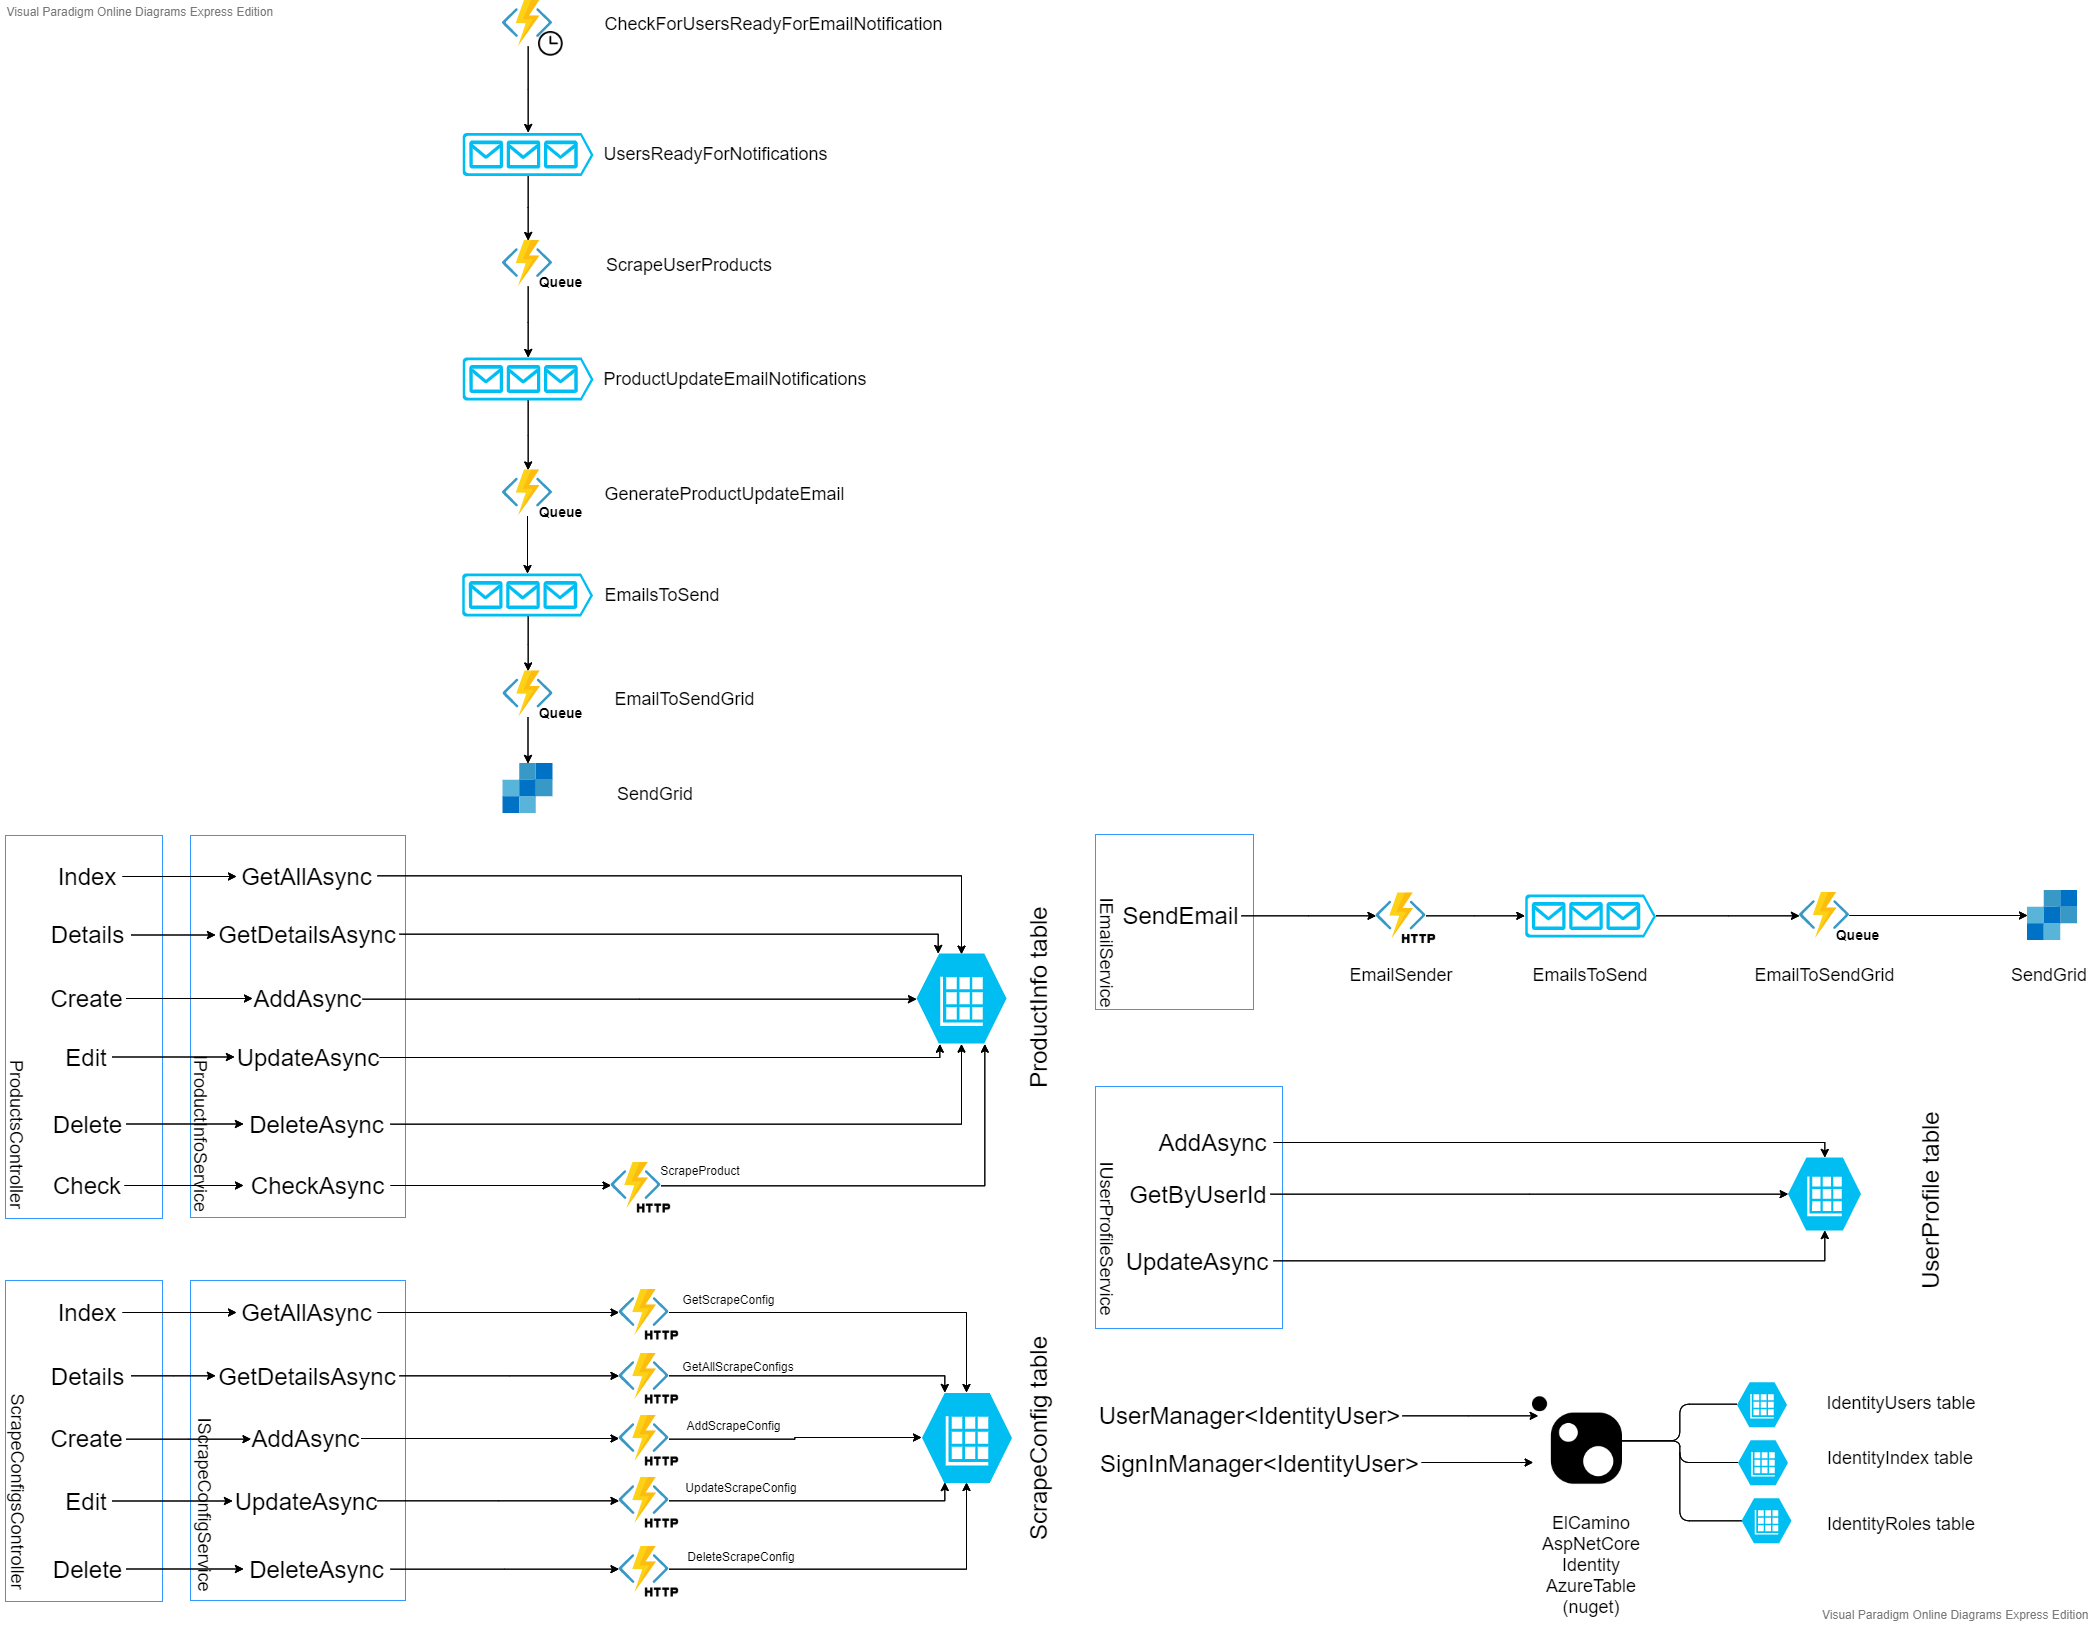 Visual Paradigm Online Diagrams Express Edition
CheckForUsersReadyForEmailNotification
UsersReadyForNotifications
ScrapeUserProducts
Queue
ProductUpdateEmailNotifications
GenerateProductUpdateEmail
Queue
EmailsToSend
EmailToSendGrid
Queue
SendGrid
ProductsController
Index
Details
Create
Edit
Delete
Check
IProductInfoService
GetAllAsync
GetDetailsAsync
AddAsync
UpdateAsync
DeleteAsync
CheckAsync
ScrapeProduct
HTTP
ProductInfo table
ScrapeConfigsController
Index
Details
Create
Edit
Delete
IScrapeConfigService
GetAllAsync
GetDetailsAsync
AddAsync
UpdateAsync
DeleteAsync
GetScrapeConfig
HTTP
GetAllScrapeConfigs
HTTP
AddScrapeConfig
HTTP
UpdateScrapeConfig
HTTP
DeleteScrapeConfig
HTTP
ScrapeConfig table
IEmailService
SendEmail
HTTP
EmailSender
EmailsToSend
Queue
EmailToSendGrid
SendGrid
IUserProfileService
AddAsync
GetByUserId
UpdateAsync
UserProfile table
UserManager<IdentityUser>
SignInManager<IdentityUser>
ElCamino
AspNetCore
Identity
AzureTable
(nuget)
IdentityUsers table
IdentityIndex table
IdentityRoles table
Visual Paradigm Online Diagrams Express Edition